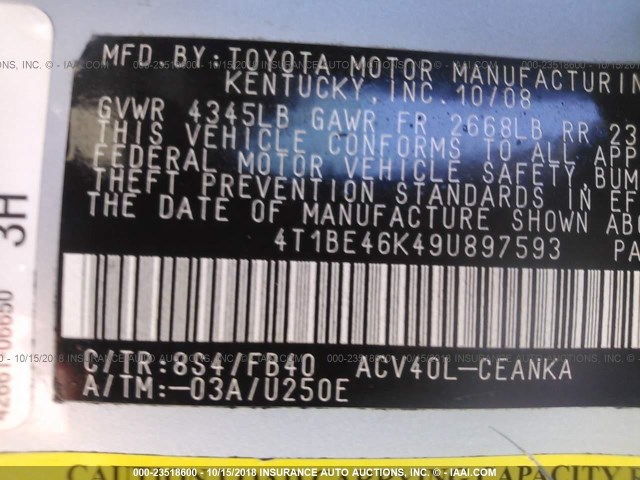 MFD.BY:TOYOTA MOTOR MANUFACTURIN
KENTUCKY, INC. 10/08
GVWR 4345LB GAWR FR 2668LB RR 23
THIS VEHICLE CONFORMS TO ALL APP
FEDERAL MOTOR VEHICLE SAFETY, BUM
THEFT PREVENTION STANDARDS IN EF
THE DATE OF MANUFACTURE SHOWN AB
4T1BE46K49U897593 PA
3H
C/TR:8S4/FB40 ACV40L-CEANKA
A/TM:-03A/U250E
000-23518600 - 10/15/2018 INSURANCE AUTO AUCTIONS, INC. - IAAI.COM